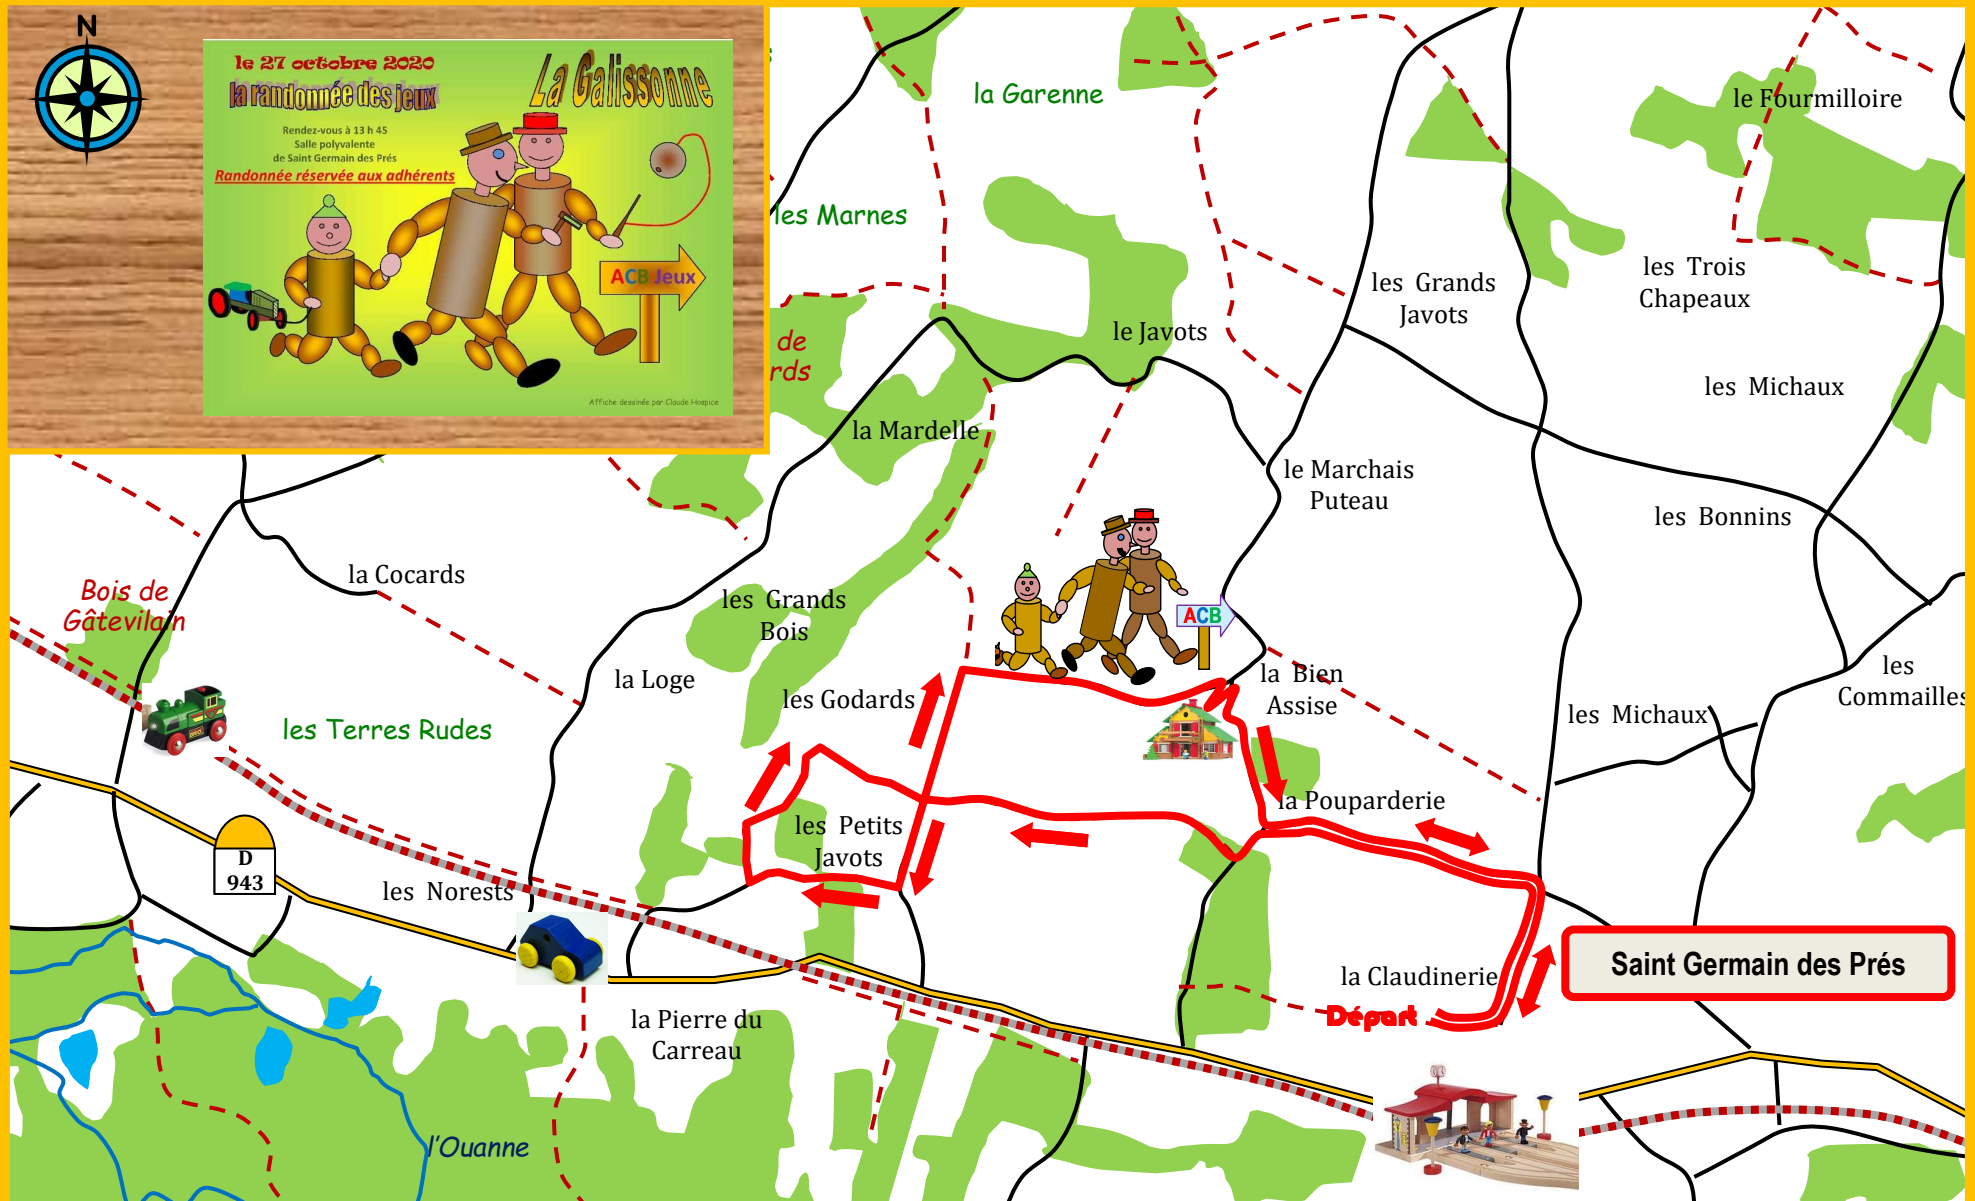 N
le 27 octobre 2020
la randonnée des jeux
La Galissonne
Rendez-vous à 13 h 45
Salle polyvalente
de Saint Germain des Prés
Randonnée réservée aux adhérents
ACB Jeux
Affiche dessinée par Claude Hospice
la Garenne
le Fourmilloire
les Marnes
les Grands
Javots
les Trois
Chapeaux
de
rds
le Javots
les Michaux
la Mardelle
le Marchais
Puteau
les Bonnins
la Cocards
Bois de
Gâtevilain
les Grands
Bois
ACB
la Loge
les Godards
la Bien
Assise
les
Commailles
les Michaux
les Terres Rudes
la Pouparderie
les Petits
Javots
D
943
les Norests
Saint Germain des Prés
la Claudinerie
Départ
la Pierre du
Carreau
l'Ouanne